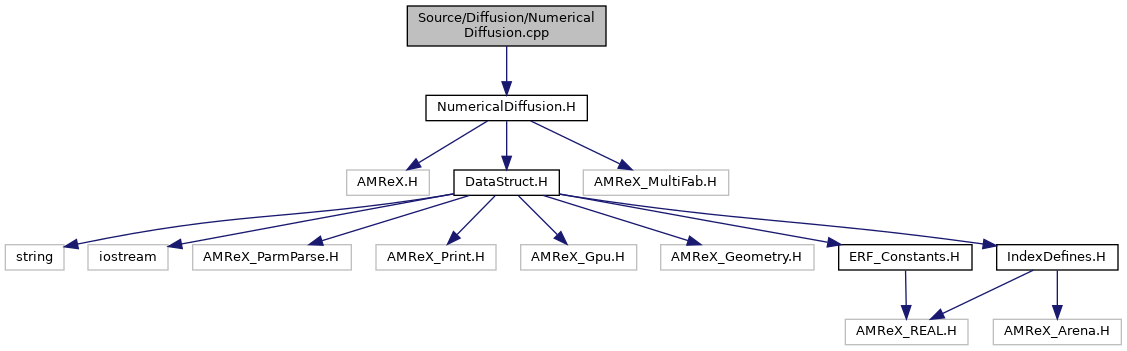 Source/Diffusion/Numerical
Diffusion.cpp
NumericalDiffusion.H
AMReX.H
DataStruct.H
AMReX_MultiFab.H
string
iostream
AMReX_ParmParse.H
AMReX_Print.H
AMReX_Gpu.H
AMReX_Geometry.H
ERF_Constants.H
IndexDefines.H
AMReX_REAL.H
AMReX_Arena.H